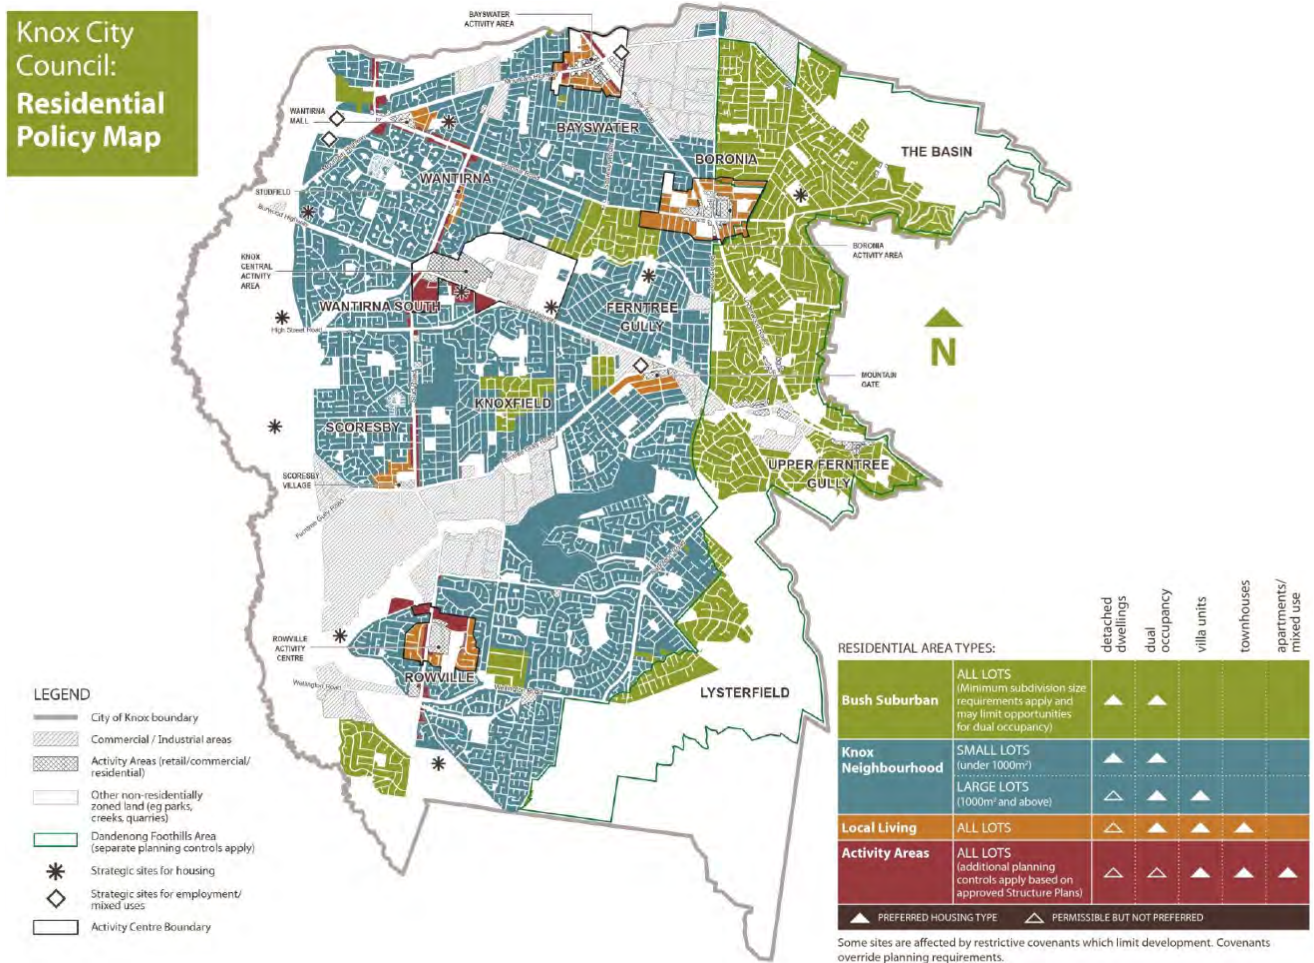 Knox City
Council:
Residential
Policy Map
BAYSWATER
ACTIVITY AREA
WANTIRNA
MALL
BAYSWATER
BORONIA
THE BASIN
WANTIRNA
STUDFIELD
Burwood Highway
KNOX
CENTRAL
ACTIVITY
AREA
BORONIA
ACTIVITY AREA
WANTIRNA SOUTH
FERNTREE
GULLY
High Street Road
N
MOUNTAIN
GATE
KNOXFIELD
SCORESBY
UPPER FERNTREE
GULLY
SCORESBY
VILLAGE
Ferntree Gully Road
ROWVILLE
ACTIVITY
CENTRE
ROWVILLE
Wellington Road
LYSTERFIELD
LEGEND
City of Knox boundary
Commercial / Industrial areas
Activity Areas (retail/commercial/
residential)
Other non-residentially
zoned land (eg parks,
creeks, quarries)
Dandenong Foothills Area
(separate planning controls apply)
Strategic sites for housing
Strategic sites for employment/
mixed uses
Activity Centre Boundary
RESIDENTIAL AREA TYPES:
detached
dwellings
dual
occupancy
villa units
townhouses
apartments/
mixed use
Bush Suburban
ALL LOTS
(Minimum subdivision size
requirements apply and
may limit opportunities
for dual occupancy)
Knox
Neighbourhood
SMALL LOTS
(under 1000m²)
LARGE LOTS
(1000m² and above)
Local Living
ALL LOTS
Activity Areas
ALL LOTS
(additional planning
controls apply based on
approved Structure Plans)
PREFERRED HOUSING TYPE
PERMISSIBLE BUT NOT PREFERRED
Some sites are affected by restrictive covenants which limit development. Covenants
override planning requirements.